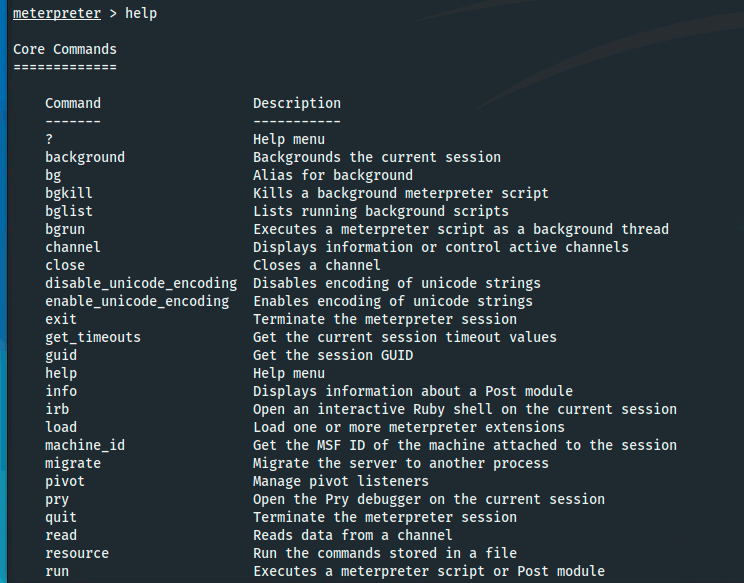 meterpreter > help
Core Commands
=============
Command Description
------- -----------
? Help menu
background Backgrounds the current session
bg Alias for background
bgkill Kills a background meterpreter script
bglist Lists running background scripts
bgrun Executes a meterpreter script as a background thread
channel Displays information or control active channels
close Closes a channel
disable_unicode_encoding Disables encoding of unicode strings
enable_unicode_encoding Enables encoding of unicode strings
exit Terminate the meterpreter session
get_timeouts Get the current session timeout values
guid Get the session GUID
help Help menu
info Displays information about a Post module
irb Open an interactive Ruby shell on the current session
load Load one or more meterpreter extensions
machine_id Get the MSF ID of the machine attached to the session
migrate Migrate the server to another process
pivot Manage pivot listeners
pry Open the Pry debugger on the current session
quit Terminate the meterpreter session
read Reads data from a channel
resource Run the commands stored in a file
run Executes a meterpreter script or Post module